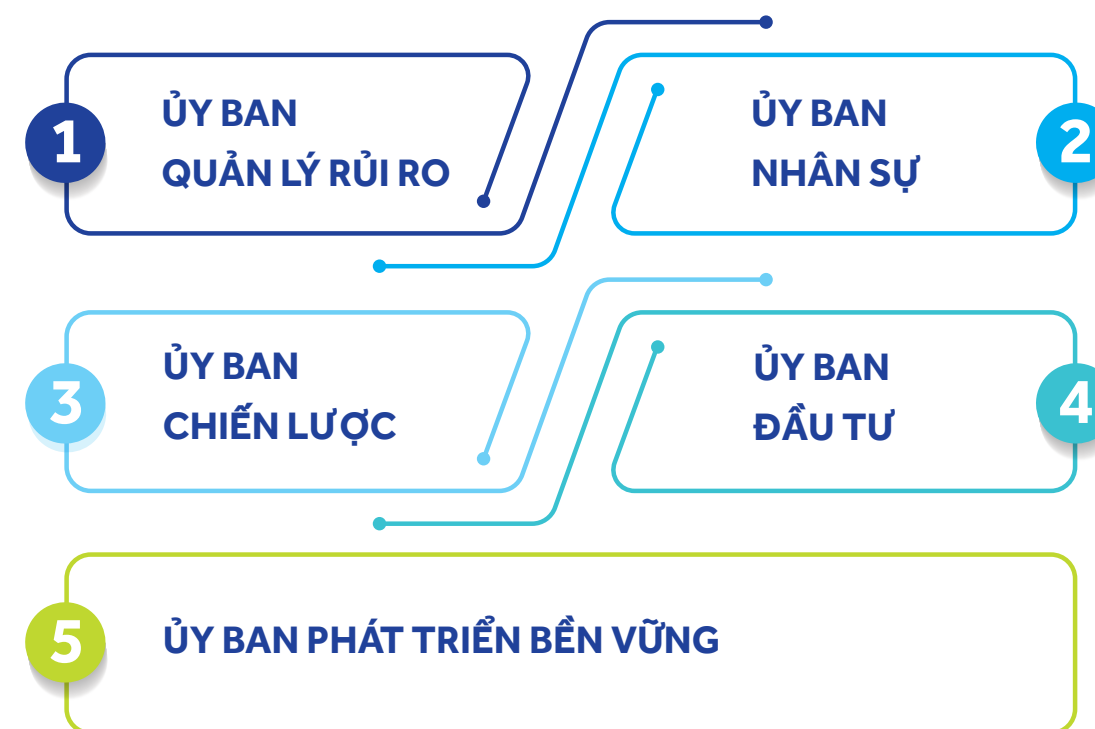 1
ỦY BAN
QUẢN LÝ RỦI RO
ỦY BAN
NHÂN SỰ
2
3
ỦY BAN
CHIẾN LƯỢC
ỦY BAN
ĐẦU TƯ
4
5
ỦY BAN PHÁT TRIỂN BỀN VỮNG